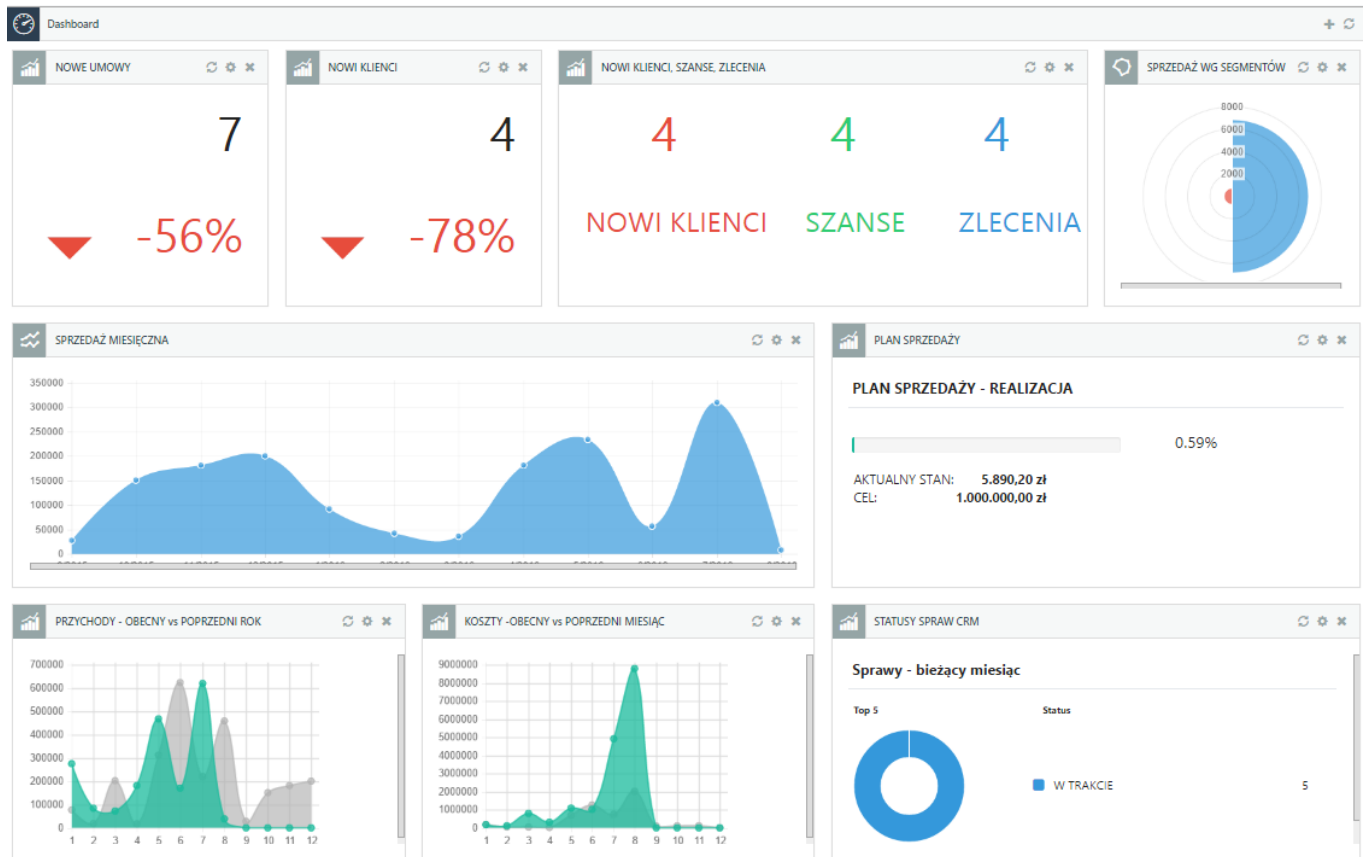 Dashboard
NOWE UMOWY
7
-56%
NOWI KLIENCI
4
-78%
NOWI KLIENCI, SZANSE, ZLECENIA
4 4 4
NOWI KLIENCI SZANSE ZLECENIA
SPRZEDAŻ WG SEGMENTÓW
8000
6000
4000
2000
SPRZEDAŻ MIESIĘCZNA
350000
300000
250000
200000
150000
100000
50000
0
PLAN SPRZEDAŻY
PLAN SPRZEDAŻY - REALIZACJA
0.59%
AKTUALNY STAN: 5.890,20 zł
CEL: 1.000.000,00 zł
PRZYCHODY - OBECNY vs POPRZEDNI ROK
700000
600000
500000
400000
300000
200000
100000
0
1 2 3 4 5 6 7 8 9 10 11 12
KOSZTY -OBECNY vs POPRZEDNI MIESIĄC
9000000
8000000
7000000
6000000
5000000
4000000
3000000
2000000
1000000
0
1 2 3 4 5 6 7 8 9 10 11 12
STATUSY SPRAW CRM
Sprawy - bieżący miesiąc
Top 5 Status
W TRAKCIE 5